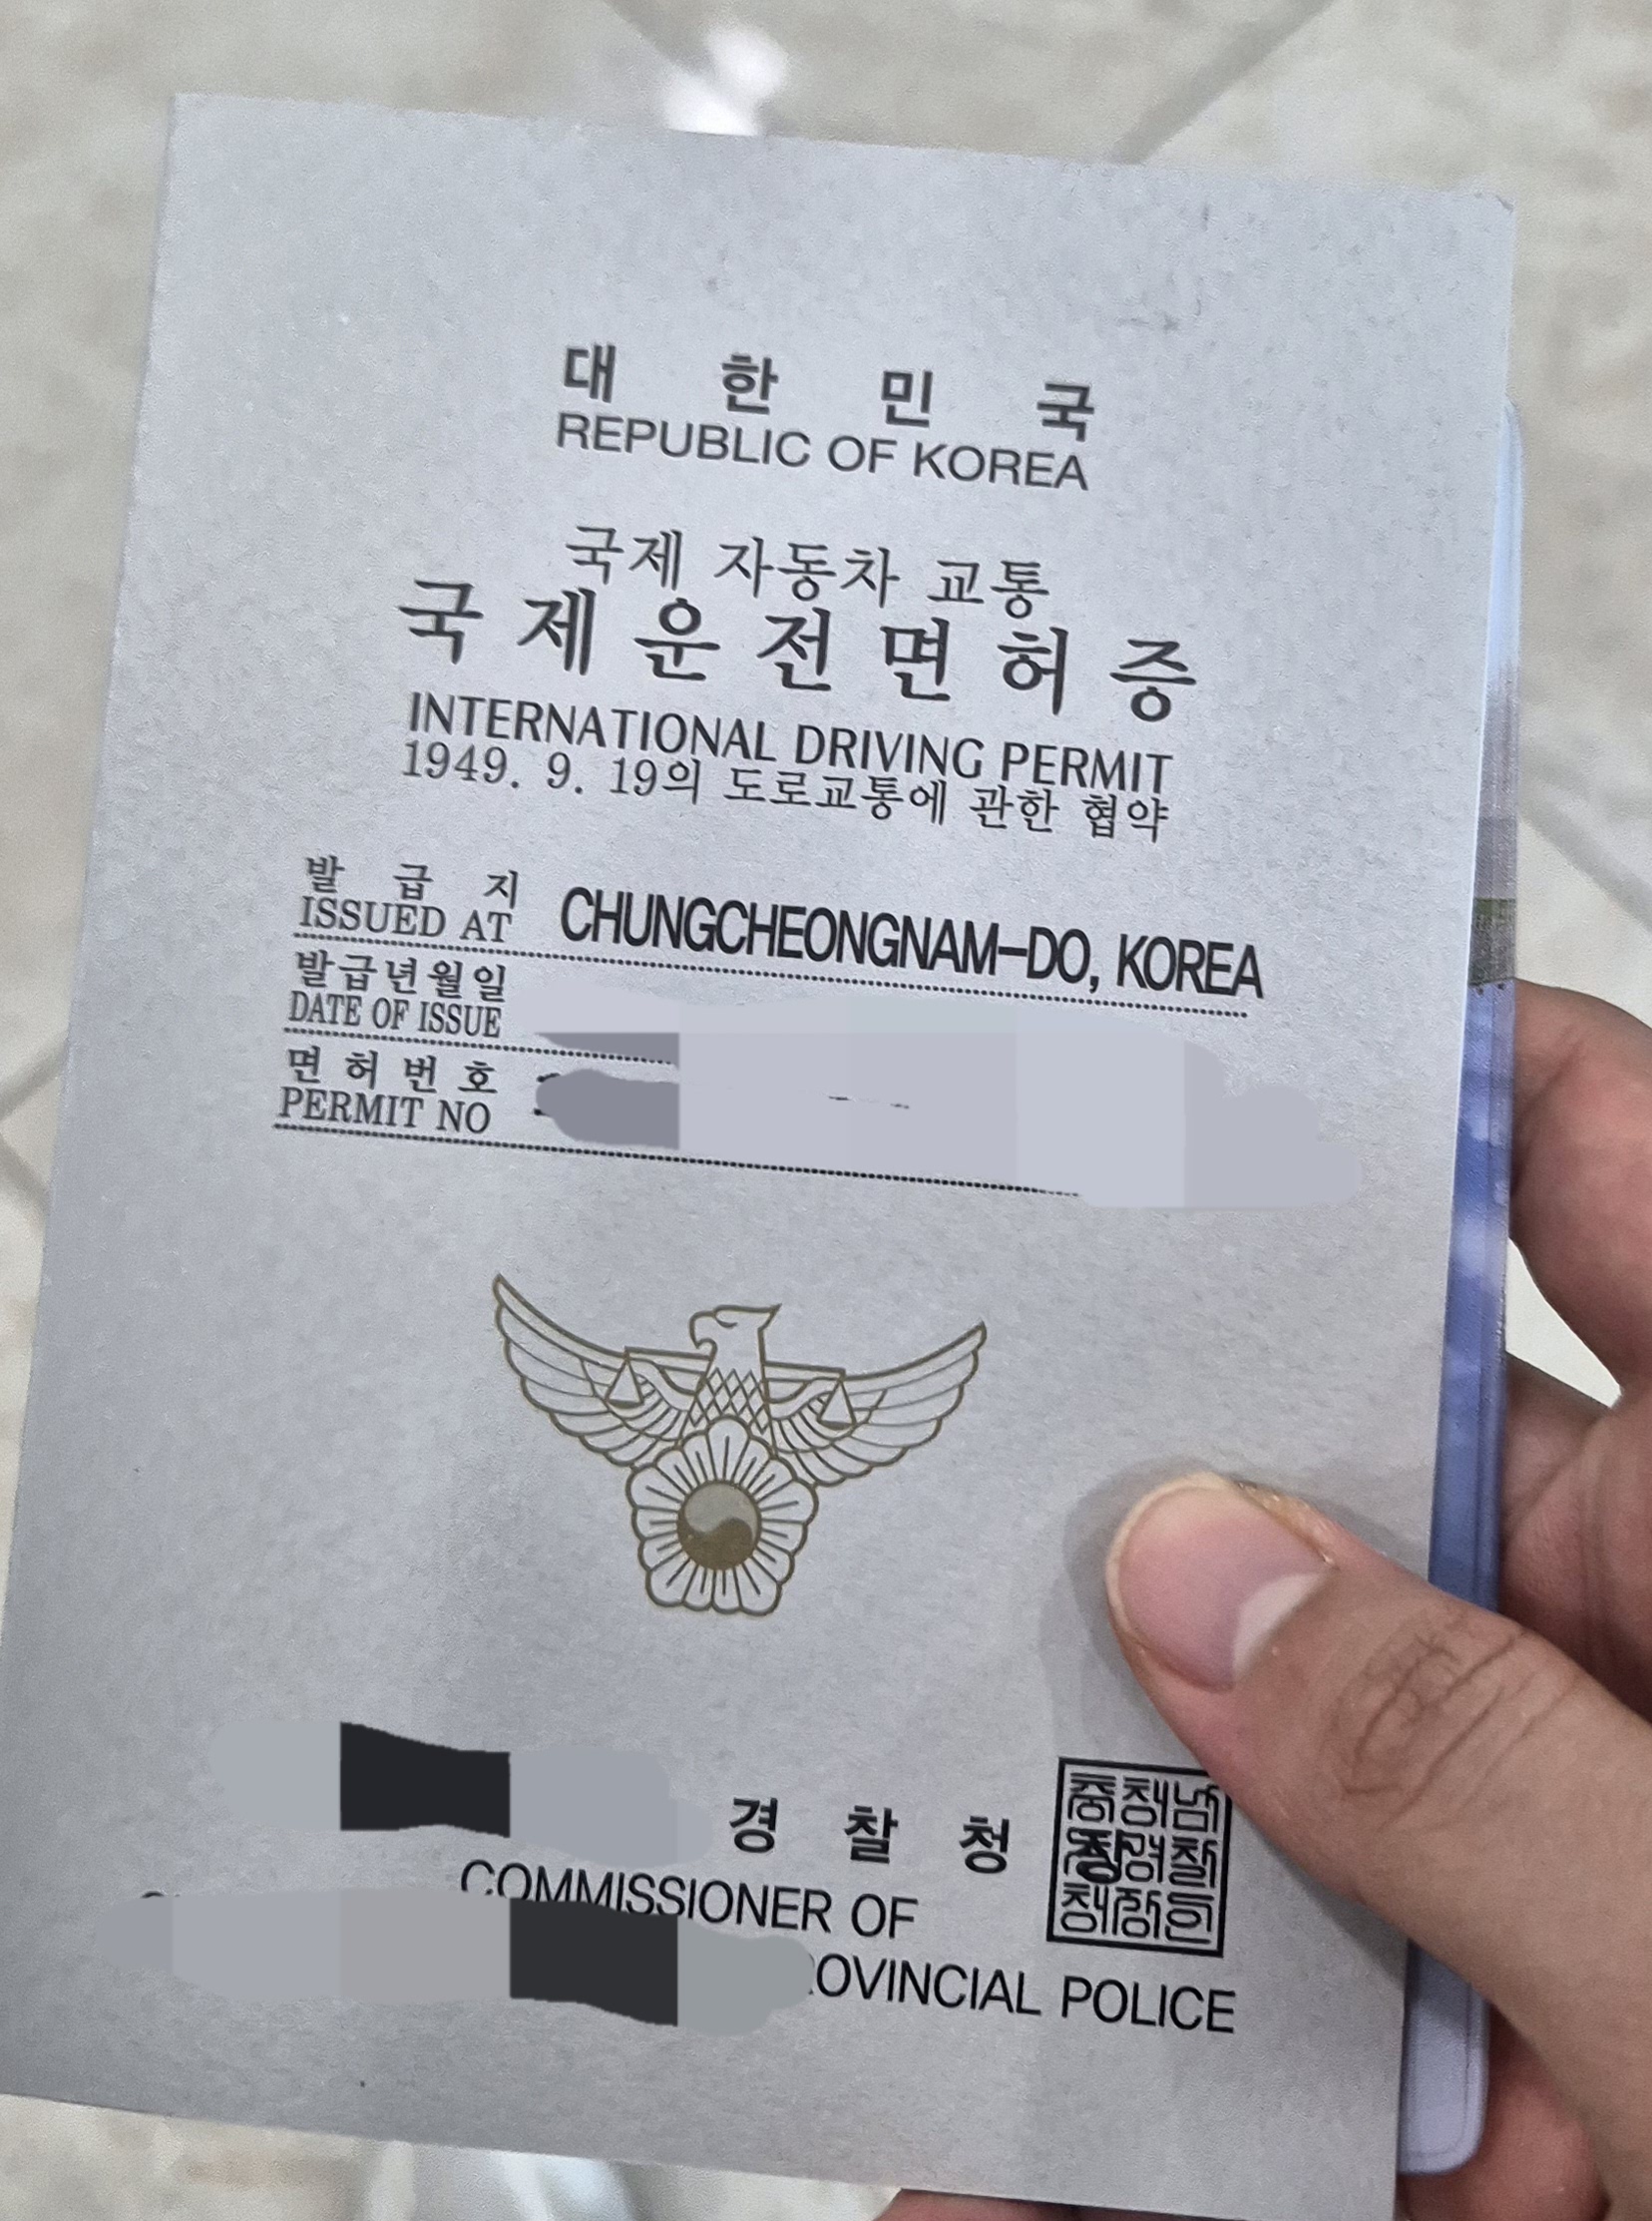 대 한 민 국
REPUBLIC OF KOREA
국제 자동차 교통
국 제 운 전 면 허 증
INTERNATIONAL DRIVING PERMIT
1949. 9. 19의 도로교통에 관한 협약
발 급 지
ISSUED AT CHUNGCHEONGNAM-DO, KOREA
발급년월일
DATE OF ISSUE
면 허 번 호
PERMIT NO
경 찰 청 장
COMMISSIONER OF
POLICE